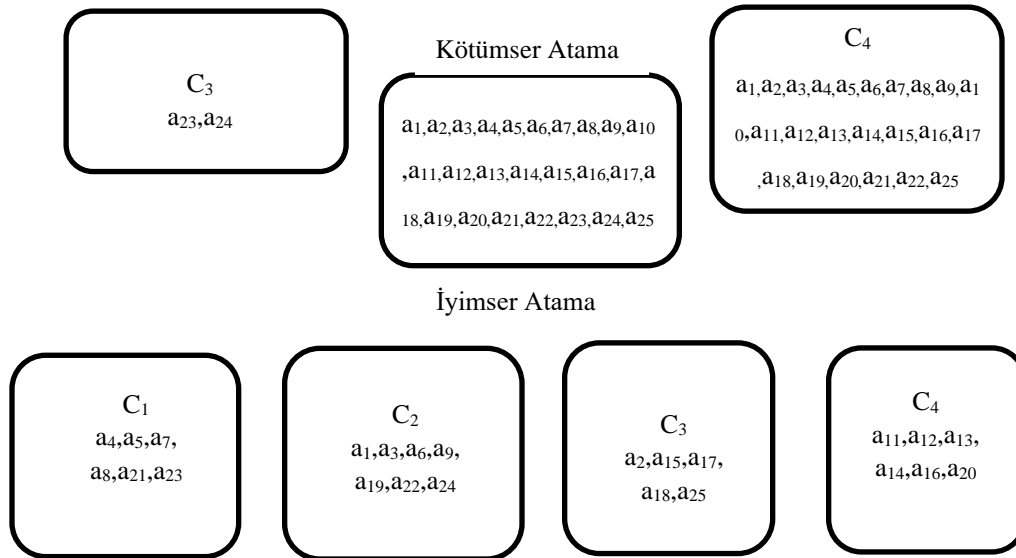 Kötümser Atama
C₃
a₂₃,a₂₄
a₁,a₂,a₃,a₄,a₅,a₆,a₇,a₈,a₉,a₁₀
,a₁₁,a₁₂,a₁₃,a₁₄,a₁₅,a₁₆,a₁₇,a
₁₈,a₁₉,a₂₀,a₂₁,a₂₂,a₂₃,a₂₄,a₂₅
C₄
a₁,a₂,a₃,a₄,a₅,a₆,a₇,a₈,a₉,a₁
₀,a₁₁,a₁₂,a₁₃,a₁₄,a₁₅,a₁₆,a₁₇
,a₁₈,a₁₉,a₂₀,a₂₁,a₂₂,a₂₅
İyimser Atama
C₁
a₄,a₅,a₇,
a₈,a₂₁,a₂₃
C₂
a₁,a₃,a₆,a₉,
a₁₉,a₂₂,a₂₄
C₃
a₂,a₁₅,a₁₇,
a₁₈,a₂₅
C₄
a₁₁,a₁₂,a₁₃,
a₁₄,a₁₆,a₂₀